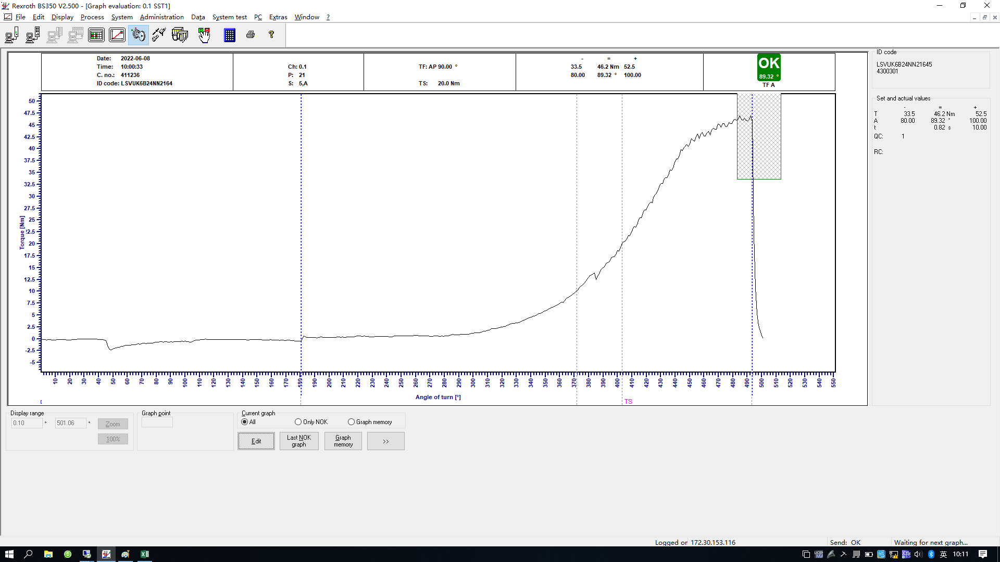 Rexroth BS350 V2.500 - [Graph evaluation: 0.1 SST1]
File Edit Display Process System Administration Data System test PC Extras Window ?
Date: 2022-06-08
Time: 10:00:33
C. no.: 411236
ID code: LSVUK6B24NN2164
Ch: 0.1
P: 21
S: 5,A
TF: AP 90.00 °
TS: 20.0 Nm
- = +
33.5 46.2 Nm 52.5
80.00 89.32 ° 100.00
OK
89.32 °
TF A
ID code
LSVUK6B24NN21645
4300301
Set and actual values
- = +
T 33.5 46.2 Nm 52.5
A 80.00 89.32 ° 100.00
t 0.82 s 10.00
QC: 1
RC:
Torque [Nm]
50
47.5
45
42.5
40
37.5
35
32.5
30
27.5
25
20
17.5
15
12.5
10
7.5
5
2.5
0
-2.5
-5
10 20 30 40 50 60 70 80 90 100 110 120 130 140 150 160 170 190 200 210 220 230 240 250 260 270 280 290 300 310 320 330 340 350 360 370 380 390 400 410 420 430 440 450 460 470 480 490 500 510 520 530 540 550
Angle of turn [°]
TS
Display range
0.10 ° 501.06 °
Zoom
100%
Graph point
Current graph
All Only NOK Graph memory
Edit
Last NOK graph
Graph memory
>>
Logged or 172.30.153.116
Send: OK
Waiting for next graph...
英 10:11